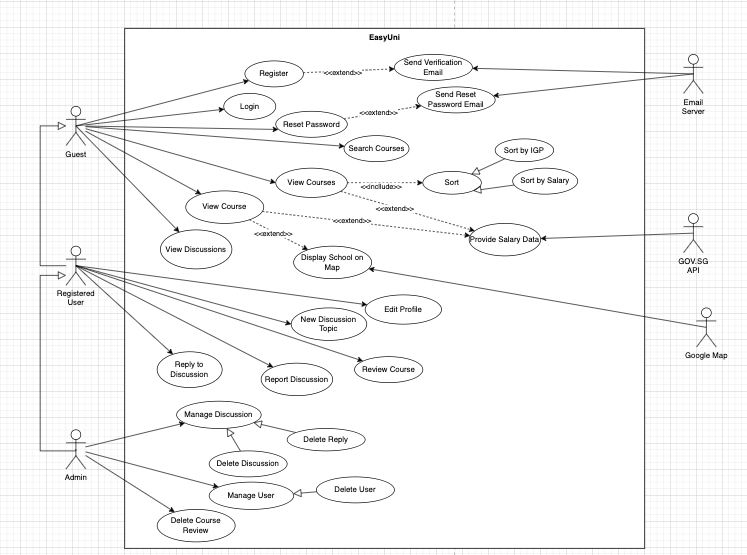 EasyUni
Register
<<extend>>
Send Verification
Email
Login
Send Reset
Password Email
Email
Server
<<extend>>
Reset Password
Guest
Search Courses
Sort by IGP
View Courses
<<include>>
Sort
Sort by Salary
View Course
<<extend>>
<<extend>>
<<extend>>
Provide Salary Data
View Discussions
Display School on
Map
GOV.SG
API
Registered
User
Edit Profile
New Discussion
Topic
Google Map
Reply to
Discussion
Report Discussion
Review Course
Manage Discussion
Delete Reply
Delete Discussion
Admin
Manage User
Delete User
Delete Course
Review